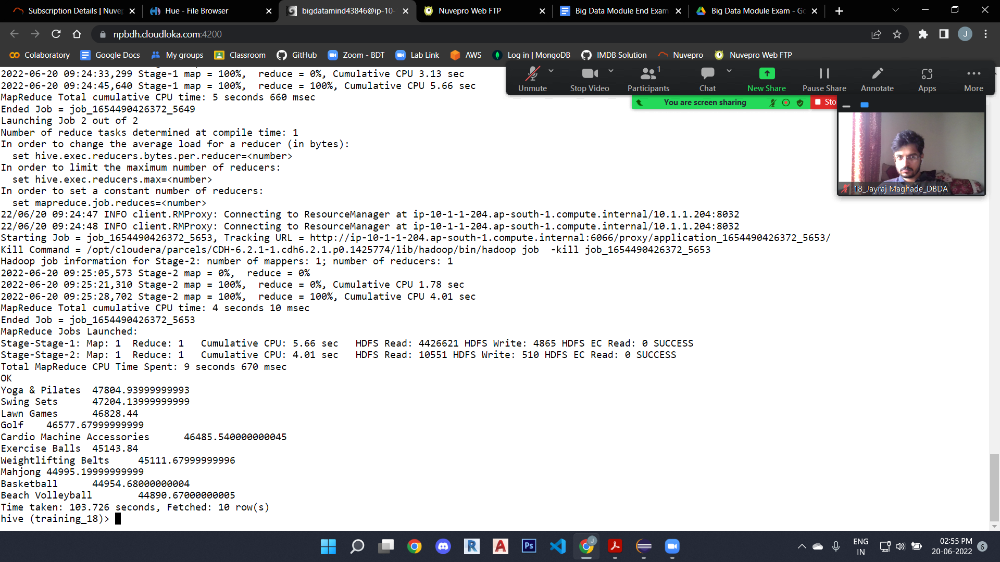 Subscription Details | Nuvep
Hue - File Browser
bigdatamind43846@ip-10-
Nuvepro Web FTP
Big Data Module End Exam
Big Data Module Exam - Go
npbdh.cloudloka.com:4200
J
Colaboratory
Google Docs
My groups
Classroom
GitHub
Zoom - BDT
Lab Link
AWS
Log in | MongoDB
IMDB Solution
Nuvepro
Nuvepro Web FTP
Unmute
Stop Video
1
Participants
Chat
New Share
Pause Share
Annotate
Apps
More
You are screen sharing
Sto
18_Jayraj Maghade_DBDA
2022-06-20 09:24:33,299 Stage-1 map = 100%,  reduce = 0%, Cumulative CPU 3.13 sec
2022-06-20 09:24:45,640 Stage-1 map = 100%,  reduce = 100%, Cumulative CPU 5.66 sec
MapReduce Total cumulative CPU time: 5 seconds 660 msec
Ended Job = job_1654490426372_5649
Launching Job 2 out of 2
Number of reduce tasks determined at compile time: 1
In order to change the average load for a reducer (in bytes):
  set hive.exec.reducers.bytes.per.reducer=<number>
In order to limit the maximum number of reducers:
  set hive.exec.reducers.max=<number>
In order to set a constant number of reducers:
  set mapreduce.job.reduces=<number>
22/06/20 09:24:47 INFO client.RMProxy: Connecting to ResourceManager at ip-10-1-1-204.ap-south-1.compute.internal/10.1.1.204:8032
22/06/20 09:24:48 INFO client.RMProxy: Connecting to ResourceManager at ip-10-1-1-204.ap-south-1.compute.internal/10.1.1.204:8032
Starting Job = job_1654490426372_5653, Tracking URL = http://ip-10-1-1-204.ap-south-1.compute.internal:6066/proxy/application_1654490426372_5653/
Kill Command = /opt/cloudera/parcels/CDH-6.2.1-1.cdh6.2.1.p0.1425774/lib/hadoop/bin/hadoop job  -kill job_1654490426372_5653
Hadoop job information for Stage-2: number of mappers: 1; number of reducers: 1
2022-06-20 09:25:05,573 Stage-2 map = 0%,  reduce = 0%
2022-06-20 09:25:21,310 Stage-2 map = 100%,  reduce = 0%, Cumulative CPU 1.78 sec
2022-06-20 09:25:28,702 Stage-2 map = 100%,  reduce = 100%, Cumulative CPU 4.01 sec
MapReduce Total cumulative CPU time: 4 seconds 10 msec
Ended Job = job_1654490426372_5653
MapReduce Jobs Launched:
Stage-Stage-1: Map: 1  Reduce: 1   Cumulative CPU: 5.66 sec   HDFS Read: 4426621 HDFS Write: 4865 HDFS EC Read: 0 SUCCESS
Stage-Stage-2: Map: 1  Reduce: 1   Cumulative CPU: 4.01 sec   HDFS Read: 10551 HDFS Write: 510 HDFS EC Read: 0 SUCCESS
Total MapReduce CPU Time Spent: 9 seconds 670 msec
OK
Yoga & Pilates  47804.93999999993
Swing Sets      47204.13999999999
Lawn Games      46828.44
Golf    46577.67999999999
Cardio Machine Accessories      46485.540000000045
Exercise Balls  45143.84
Weightlifting Belts     45111.67999999996
Mahjong 44995.19999999999
Basketball      44954.68000000004
Beach Volleyball        44890.67000000005
Time taken: 103.726 seconds, Fetched: 10 row(s)
hive (training_18)>
R
A
Ps
J
ENG
IN
02:55 PM
20-06-2022
6